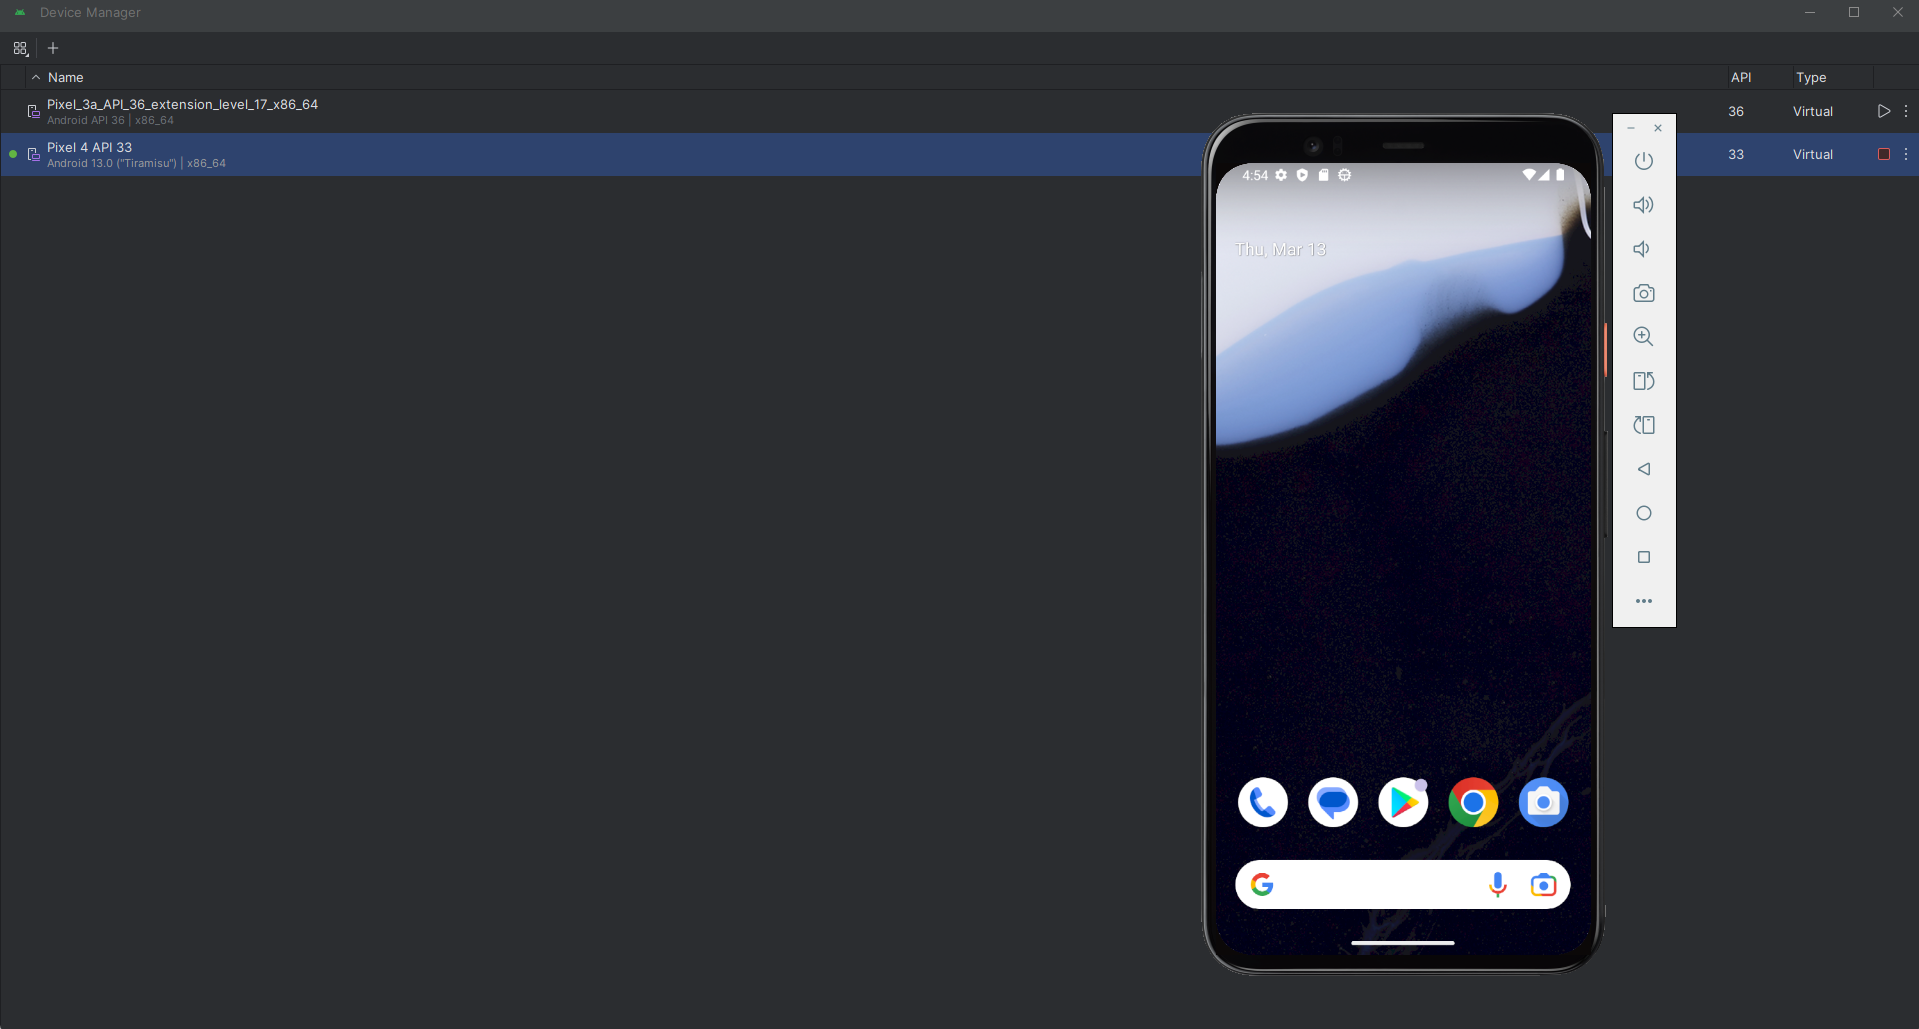 Device Manager
Name API Type
Pixel_3a_API_36_extension_level_17_x86_64
Android API 36 | x86_64
36 Virtual
Pixel 4 API 33
Android 13.0 ("Tiramisu") | x86_64
33 Virtual
4:54
Thu, Mar 13